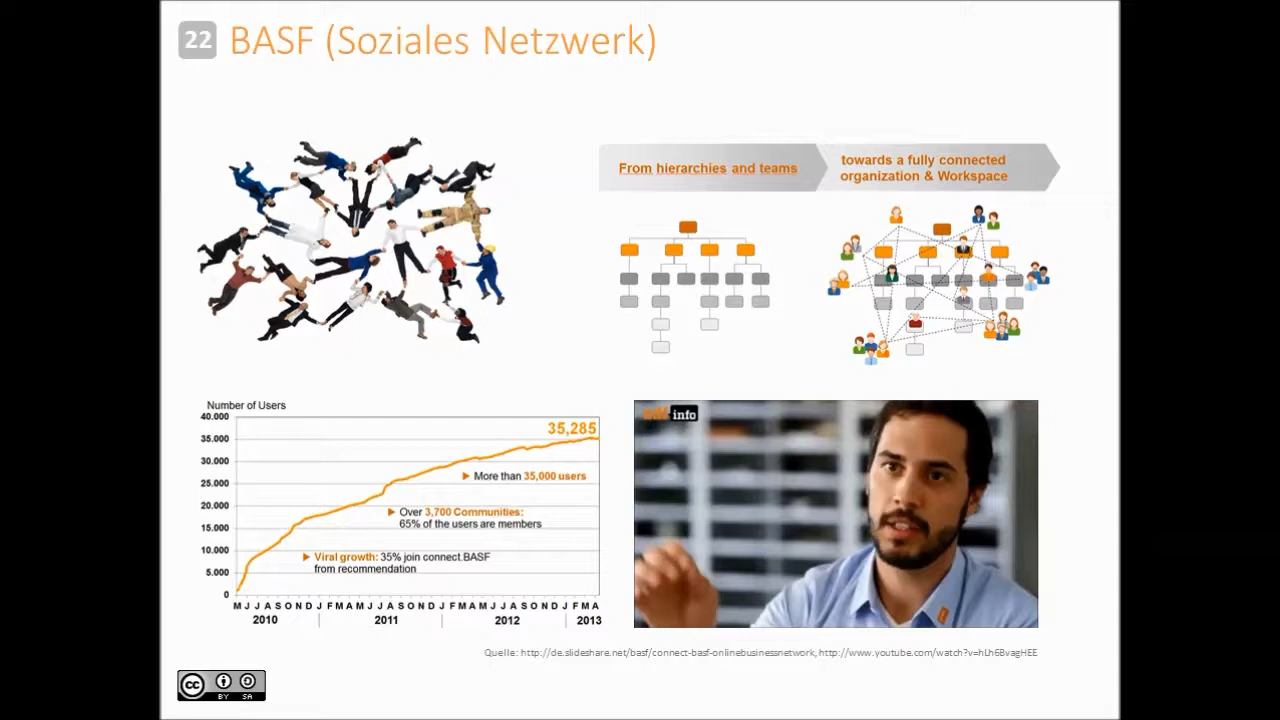 22 BASF (Soziales Netzwerk)
From hierarchies and teams
towards a fully connected
organization & Workspace
Number of Users
40.000
35.000
30.000
25.000
20.000
15.000
10.000
5.000
0
35,285
More than 35,000 users
Over 3,700 Communities:
65% of the users are members
Viral growth: 35% join connect.BASF
from recommendation
M J J A S O N D J F M A M J J A S O N D J F M A M J J A S O N D J F M A
2010 2011 2012 2013
info
Quelle: http://de.slideshare.net/basf/connect-basf-onlinebusinessnetwork, http://www.youtube.com/watch?v=hLh6BvagHEE
cc
BY SA